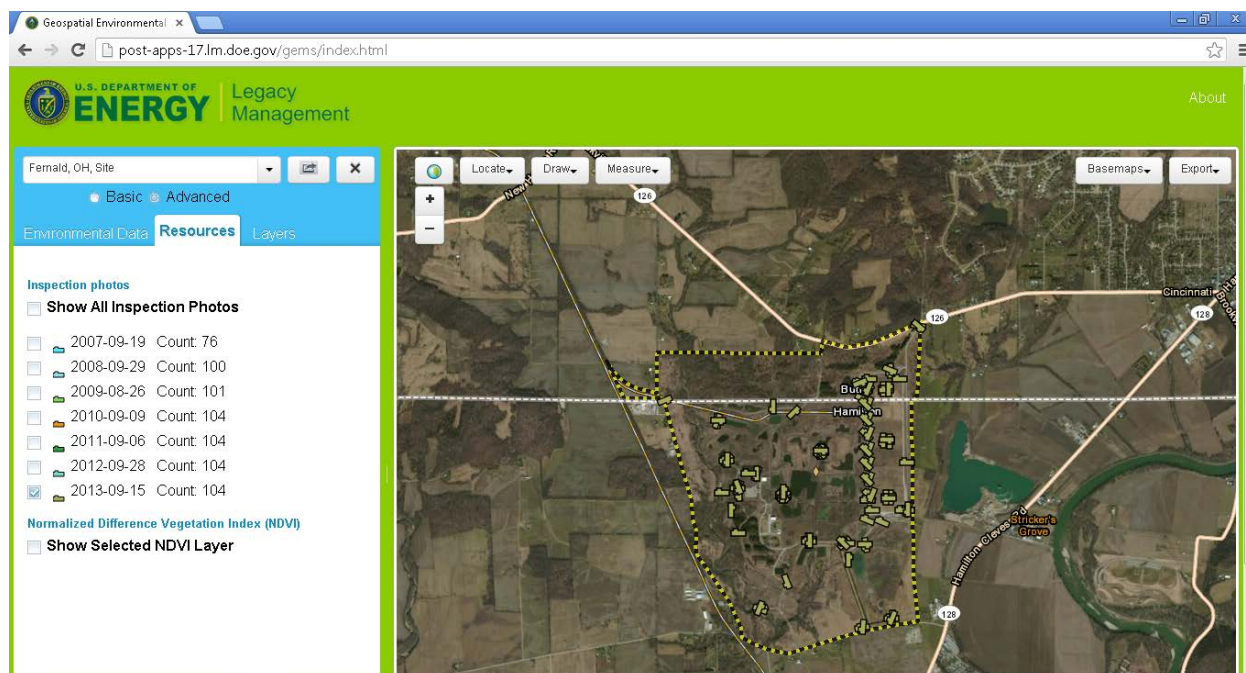 Geospatial Environmental
post-apps-17.lm.doe.gov/gems/index.html
U.S. DEPARTMENT OF
ENERGY
Legacy
Management
About
Fernald, OH, Site
Basic Advanced
Environmental Data Resources Layers
Inspection photos
Show All Inspection Photos
2007-09-19 Count: 76
2008-09-29 Count: 100
2009-08-26 Count: 101
2010-09-09 Count: 104
2011-09-06 Count: 104
2012-09-28 Count: 104
2013-09-15 Count: 104
Normalized Difference Vegetation Index (NDVI)
Show Selected NDVI Layer
Locate Draw Measure
Basemaps Export
+
−
126
Cincinnati
128
126
Hamilton
Stricker's
Grove
Hamilton Cleves Rd
128